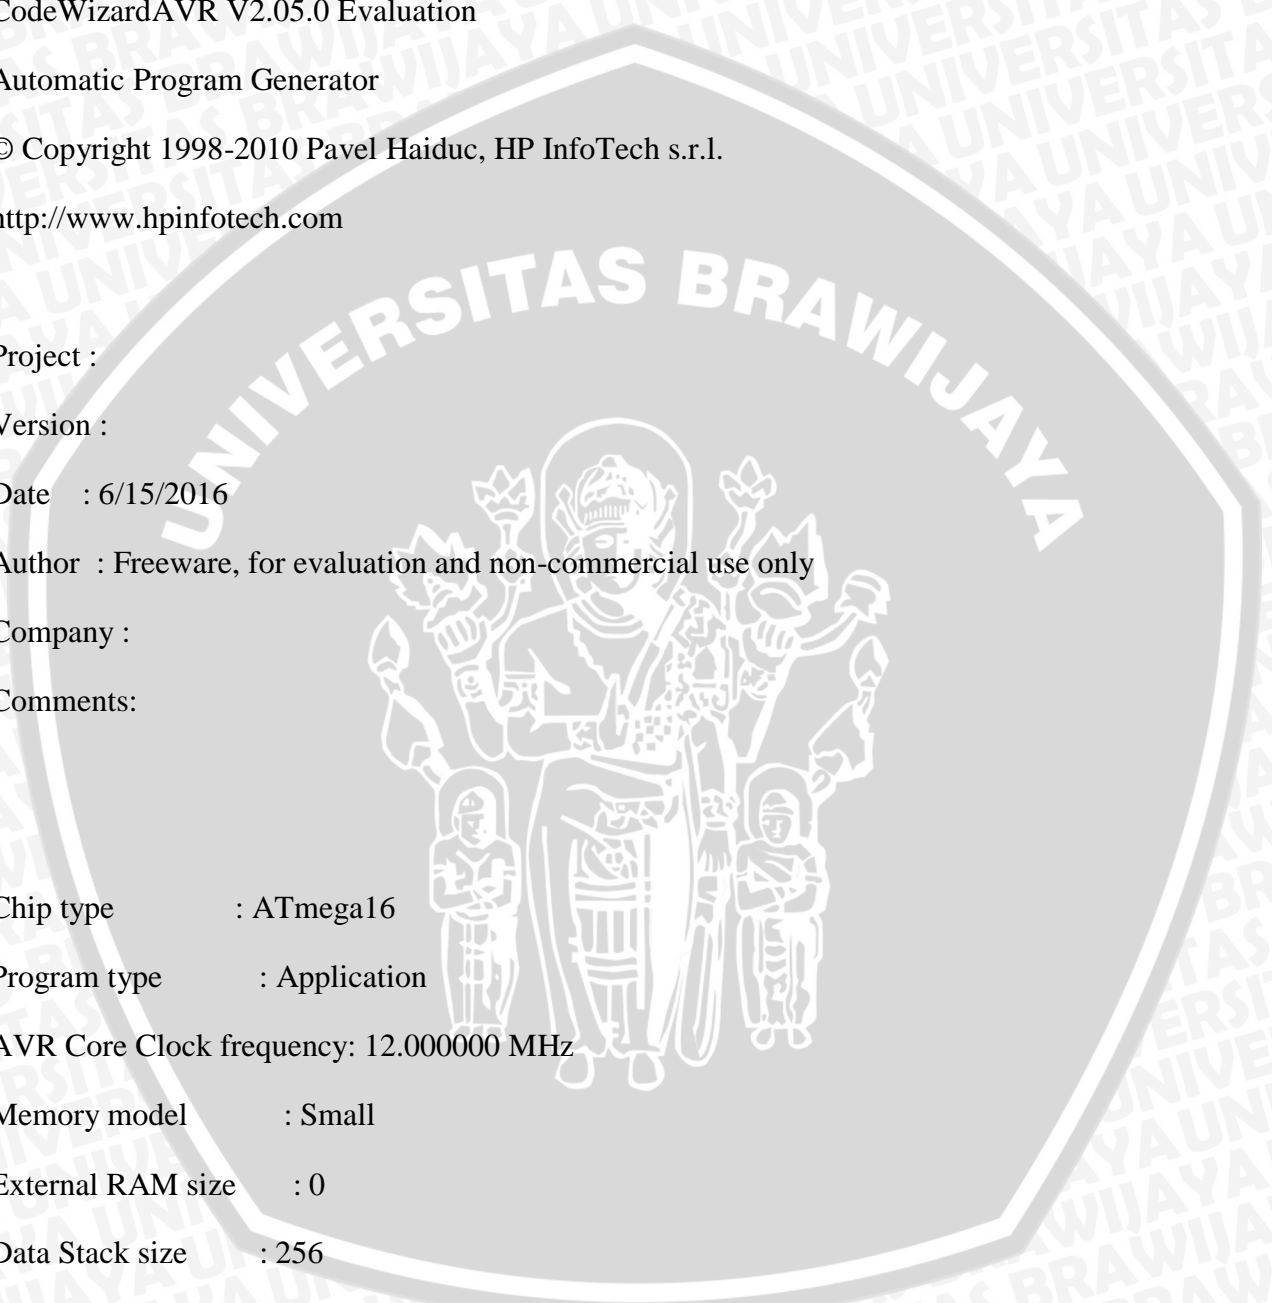 CodeWizardAVR V2.05.0 Evaluation
Automatic Program Generator
© Copyright 1998-2010 Pavel Haiduc, HP InfoTech s.r.l.
http://www.hpinfotech.com
UNIVERSITAS BRAWIJAYA
Project :
Version :
Date : 6/15/2016
Author : Freeware, for evaluation and non-commercial use only
Company :
Comments:
Chip type : ATmega16
Program type : Application
AVR Core Clock frequency: 12.000000 MHz
Memory model : Small
External RAM size : 0
Data Stack size : 256